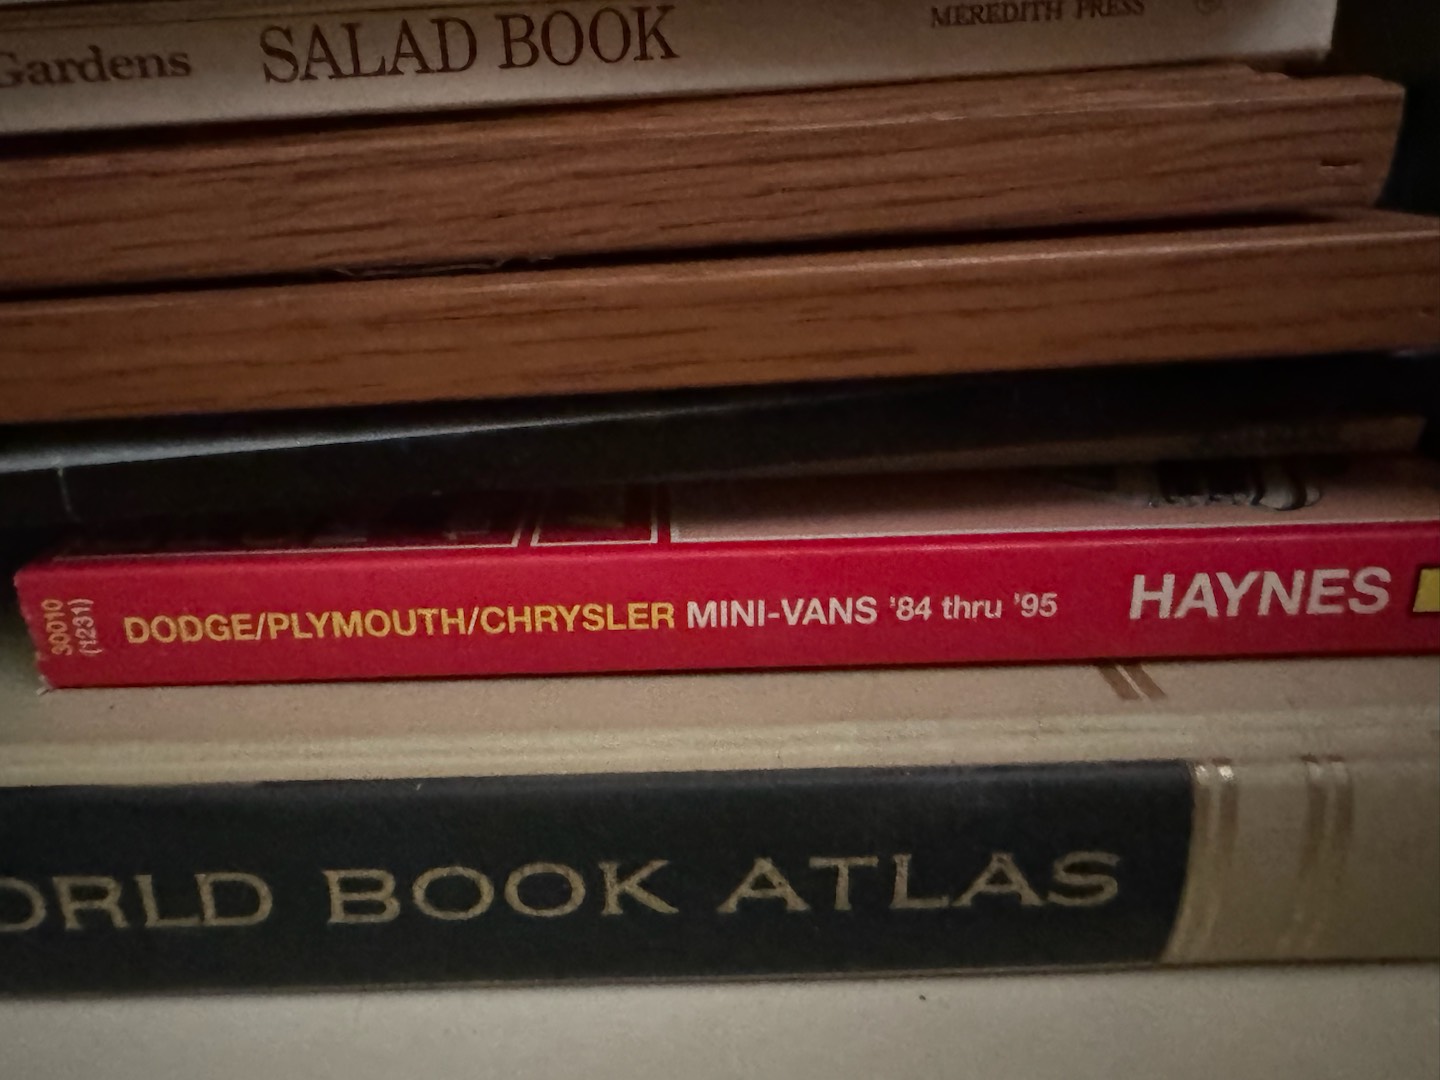 Gardens SALAD BOOK MEREDITH PRESS
30010
(1231)
DODGE/PLYMOUTH/CHRYSLER MINI-VANS '84 thru '95 HAYNES
ORLD BOOK ATLAS